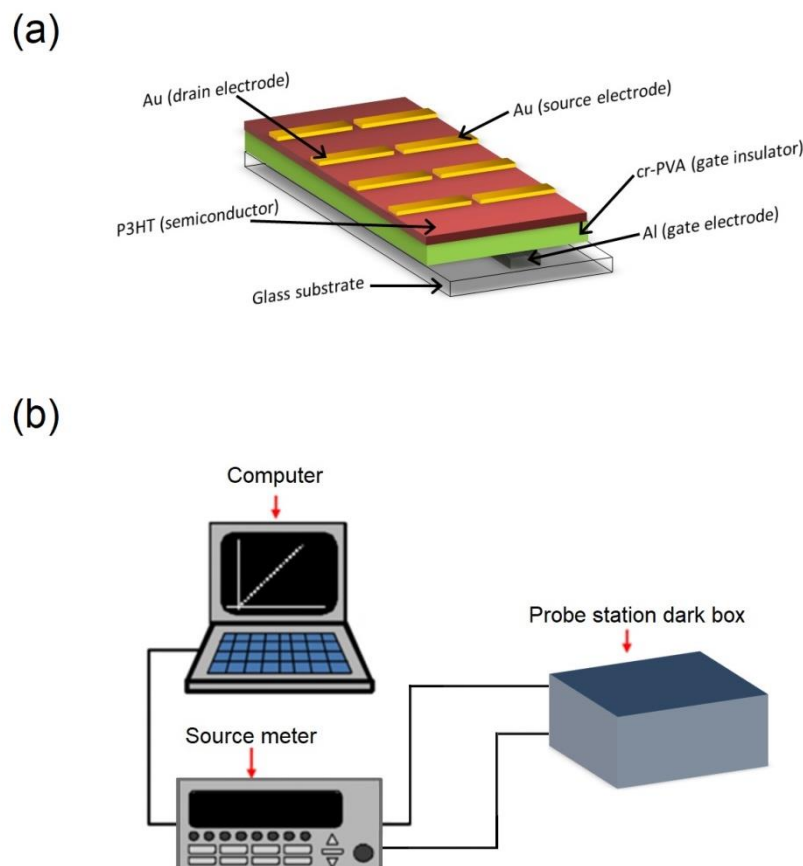 (a)
Au (drain electrode)
Au (source electrode)
cr-PVA (gate insulator)
P3HT (semiconductor)
Al (gate electrode)
Glass substrate
(b)
Computer
Probe station dark box
Source meter